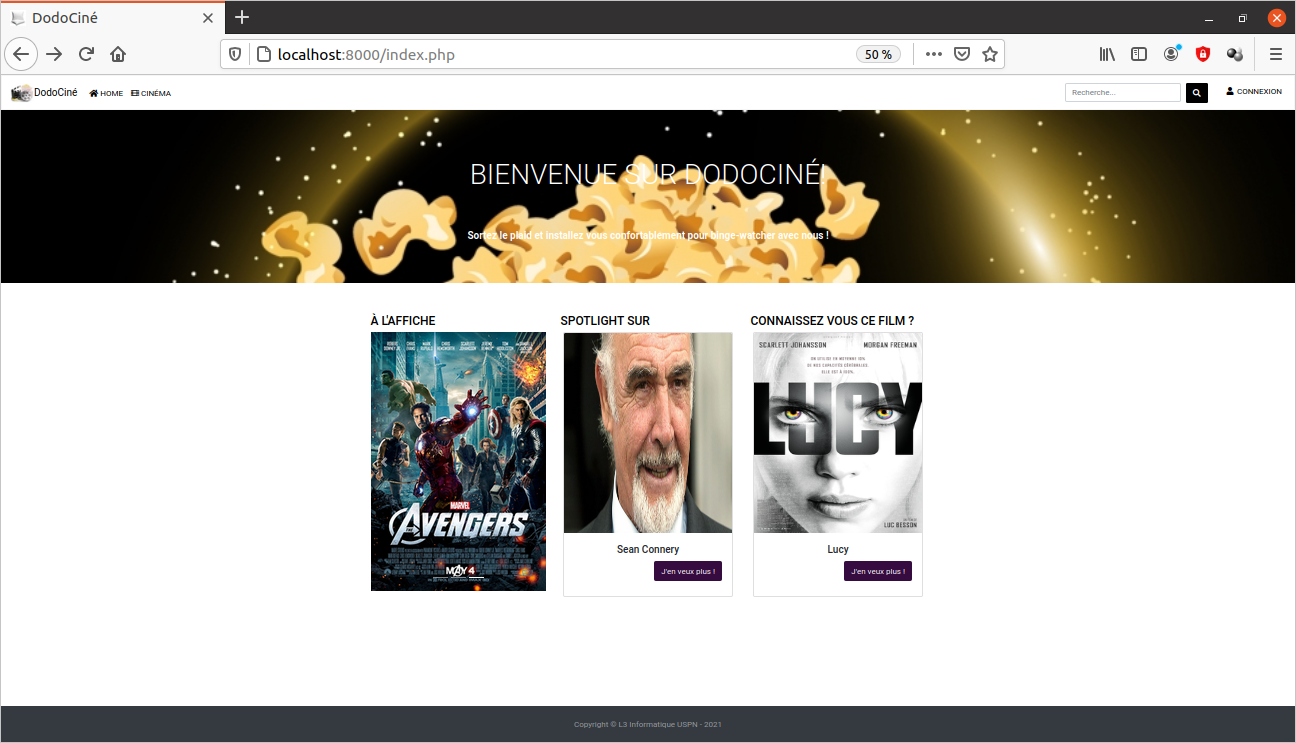 DodoCiné
localhost:8000/index.php
50 %
DodoCiné HOME CINÉMA Recherche... CONNEXION
BIENVENUE SUR DODOCINÉ!
Sortez le plaid et installez vous confortablement pour binge-watcher avec nous !
À L'AFFICHE
SPOTLIGHT SUR
CONNAISSEZ VOUS CE FILM ?
MARVEL
THE AVENGERS
MAY 4
SCARLETT JOHANSSON MORGAN FREEMAN
LUCY
LUC BESSON
Sean Connery
J'en veux plus !
Lucy
J'en veux plus !
Copyright © L3 Informatique USPN - 2021